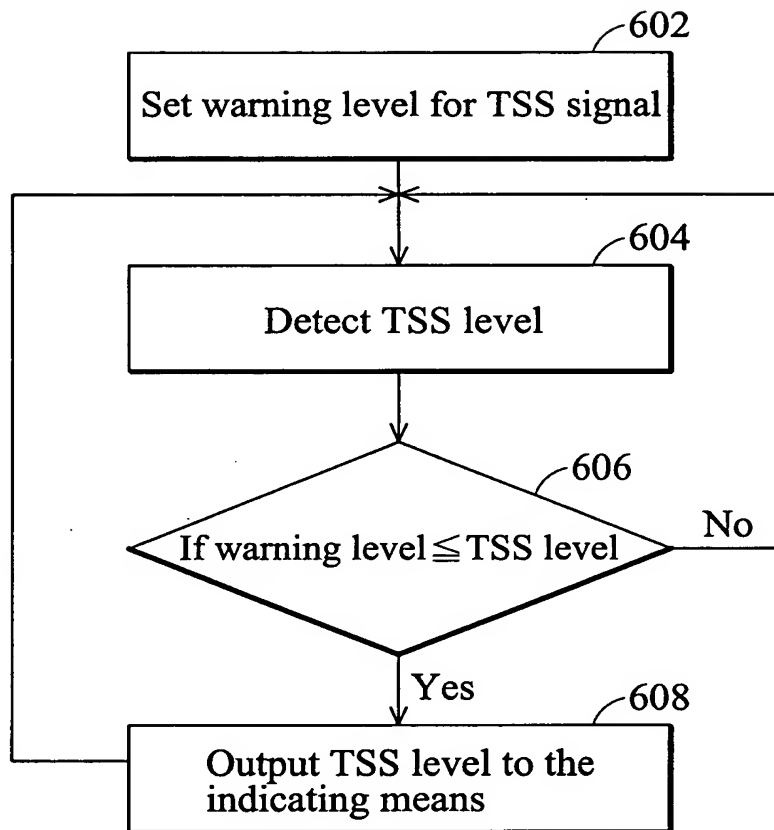 602
Set warning level for TSS signal
604
Detect TSS level
606
If warning level≦TSS level
No
Yes
608
Output TSS level to the
indicating means